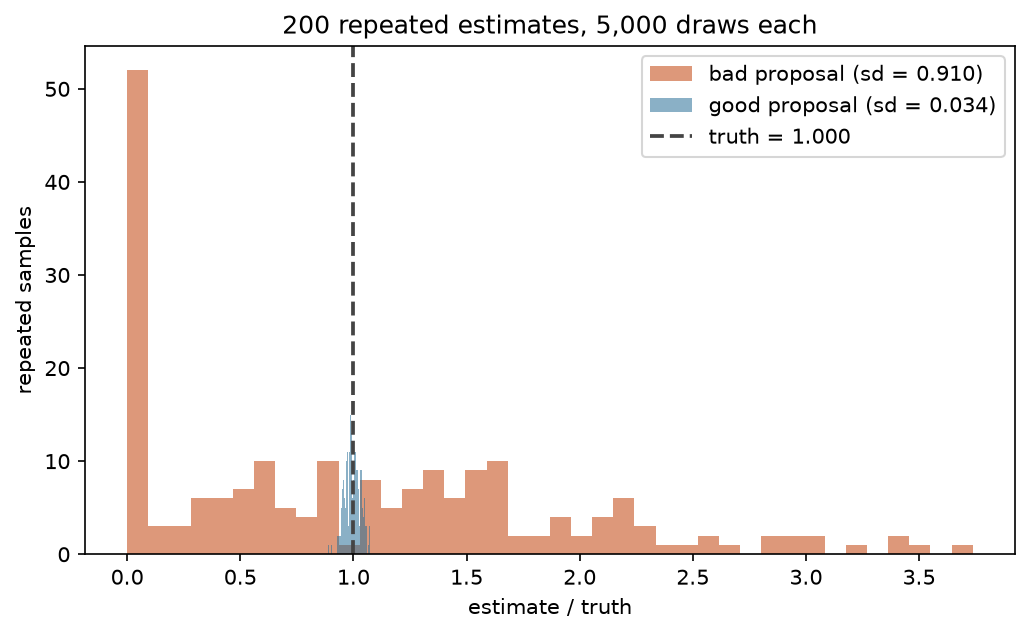 200 repeated estimates, 5,000 draws each
bad proposal (sd = 0.910)
good proposal (sd = 0.034)
truth = 1.000
repeated samples
50
40
30
20
10
0
0.0 0.5 1.0 1.5 2.0 2.5 3.0 3.5
estimate / truth